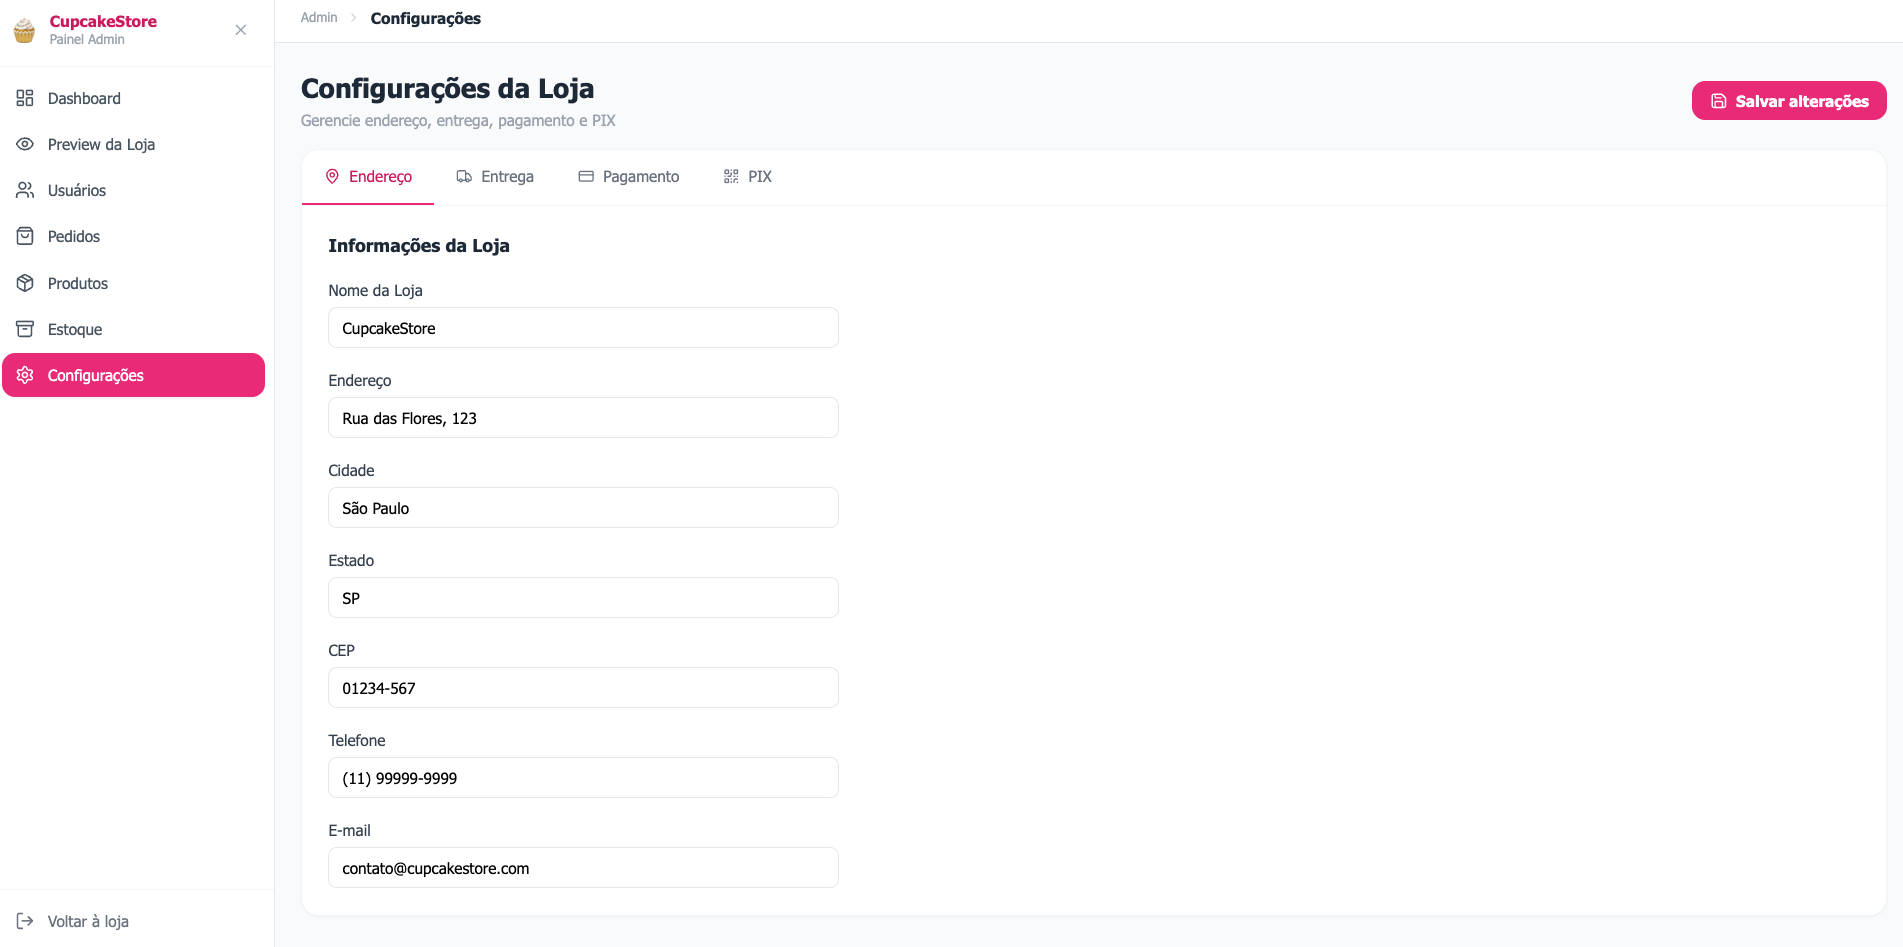 CupcakeStore
Painel Admin
Dashboard
Preview da Loja
Usuários
Pedidos
Produtos
Estoque
Configurações
Voltar à loja
Admin
Configurações
Configurações da Loja
Gerencie endereço, entrega, pagamento e PIX
Salvar alterações
Endereço
Entrega
Pagamento
PIX
Informações da Loja
Nome da Loja
CupcakeStore
Endereço
Rua das Flores, 123
Cidade
São Paulo
Estado
SP
CEP
01234-567
Telefone
(11) 99999-9999
E-mail
contato@cupcakestore.com